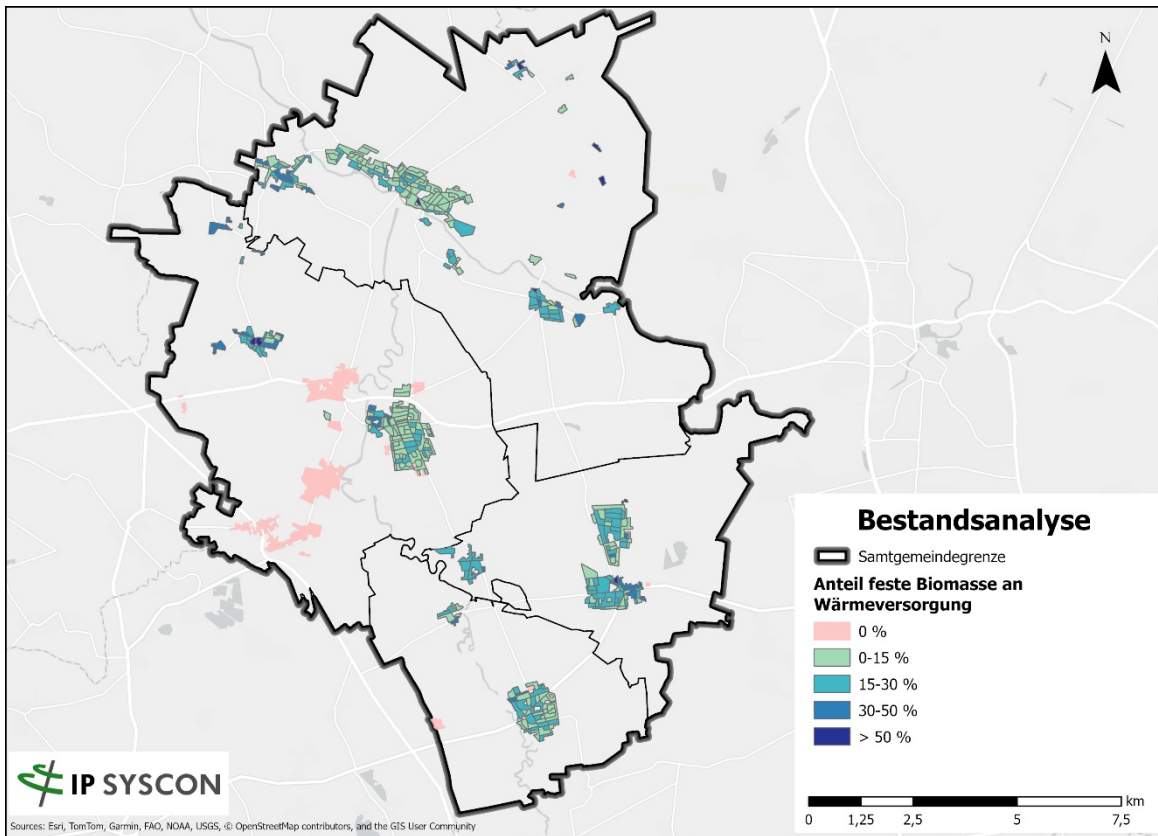 N
Bestandsanalyse
Samtgemeindegrenze
Anteil feste Biomasse an
Wärmeversorgung
0 %
0-15 %
15-30 %
30-50 %
> 50 %
km
0 1,25 2,5 5 7,5
IP SYSCON
Sources: Esri, TomTom, Garmin, FAO, NOAA, USGS, © OpenStreetMap contributors, and the GIS User Community